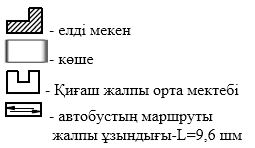 - елді мекен
- көше
- Қиғаш жалпы орта мектебі
- автобустың маршруты
жалпы ұзындығы-L=9,6 шм